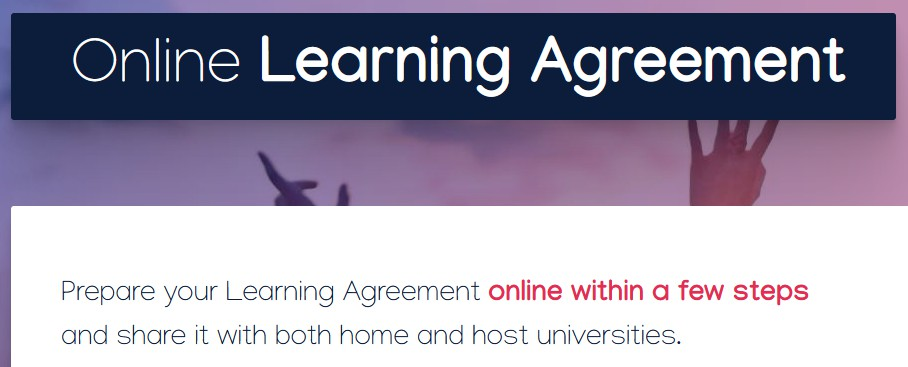 Online Learning Agreement
Prepare your Learning Agreement online within a few steps
and share it with both home and host universities.